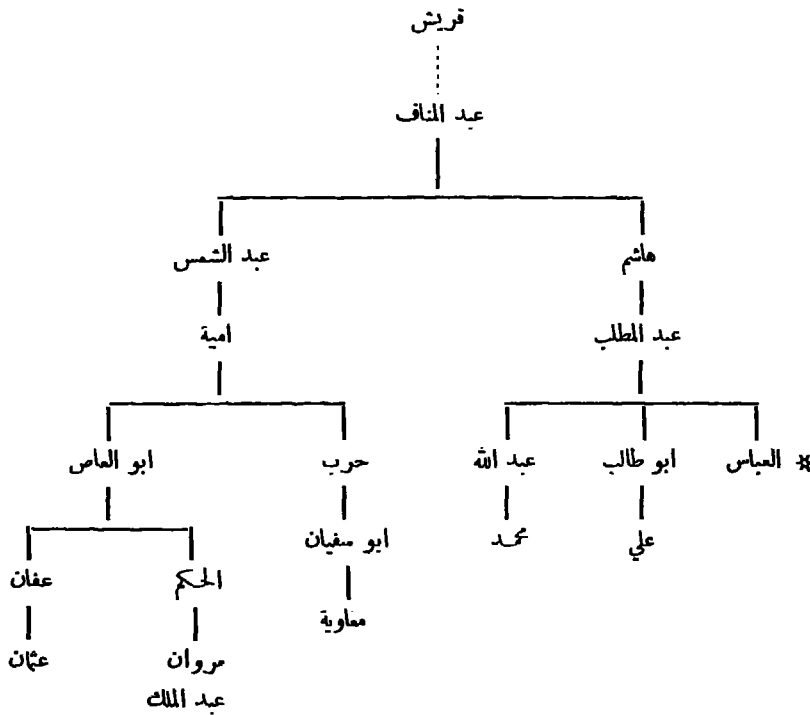 قريش
عبد المناف
هاشم
عبد الشمس
عبد المطلب
امية
* العباس
ابو طالب
عبد الله
حرب
ابو العاص
علي
محمد
ابو سفيان
الحكم
عفان
معاوية
مروان
عثمان
عبد الملك